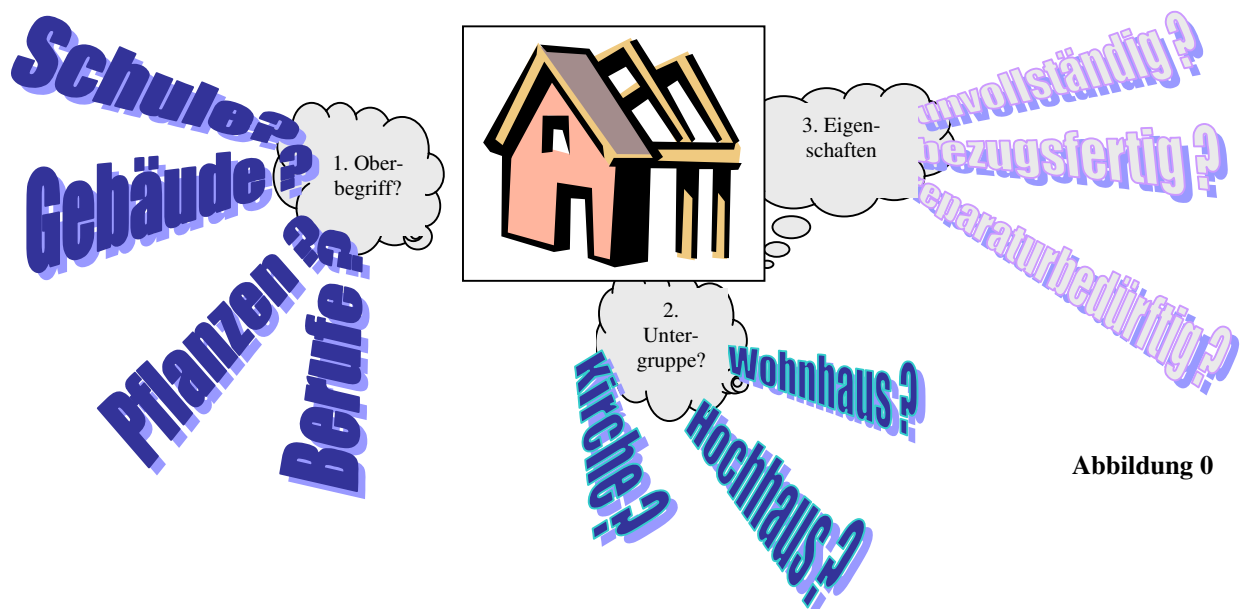 Schule?
Gebäude?
Pflanzen?
Berufe?
1. Ober-
begriff?
2.
Unter-
gruppe?
Kirche?
Hochhaus?
Wohnhaus?
3. Eigen-
schaften
unvollständig?
bezugsfertig?
reparaturbedürftig?
Abbildung 0